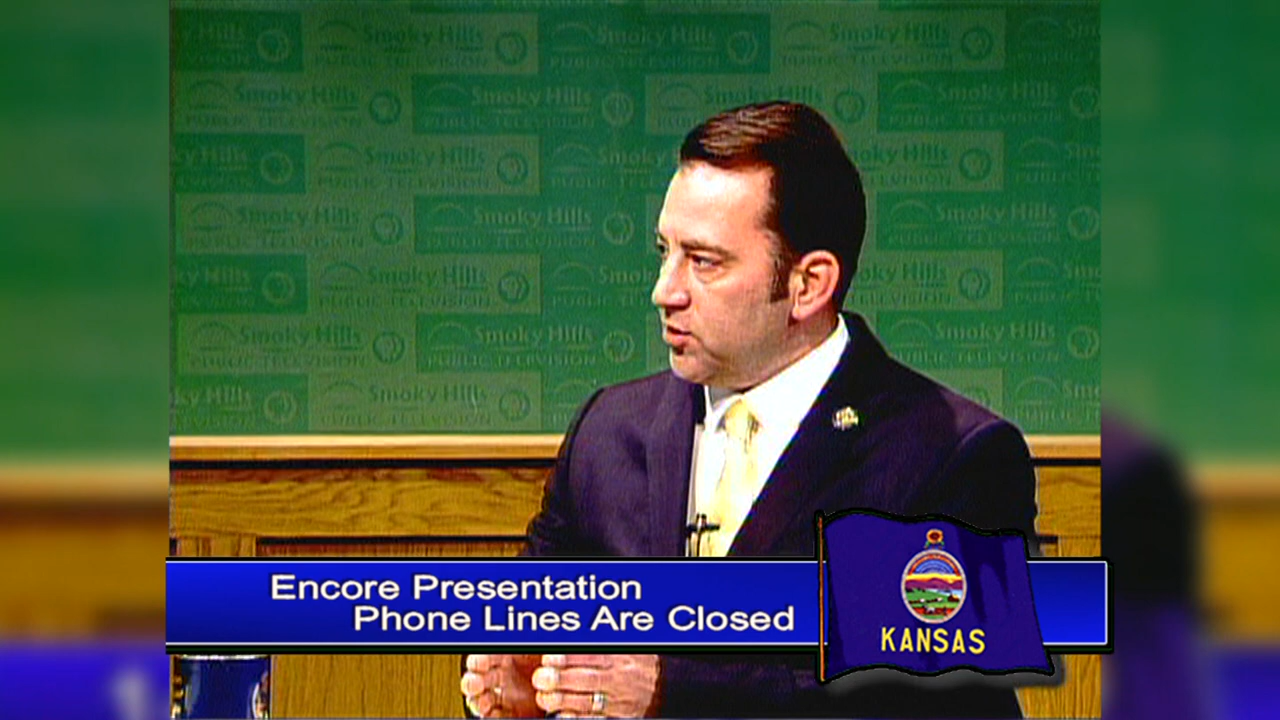 Smoky Hills
PUBLIC TELEVISION
Encore Presentation
Phone Lines Are Closed
KANSAS